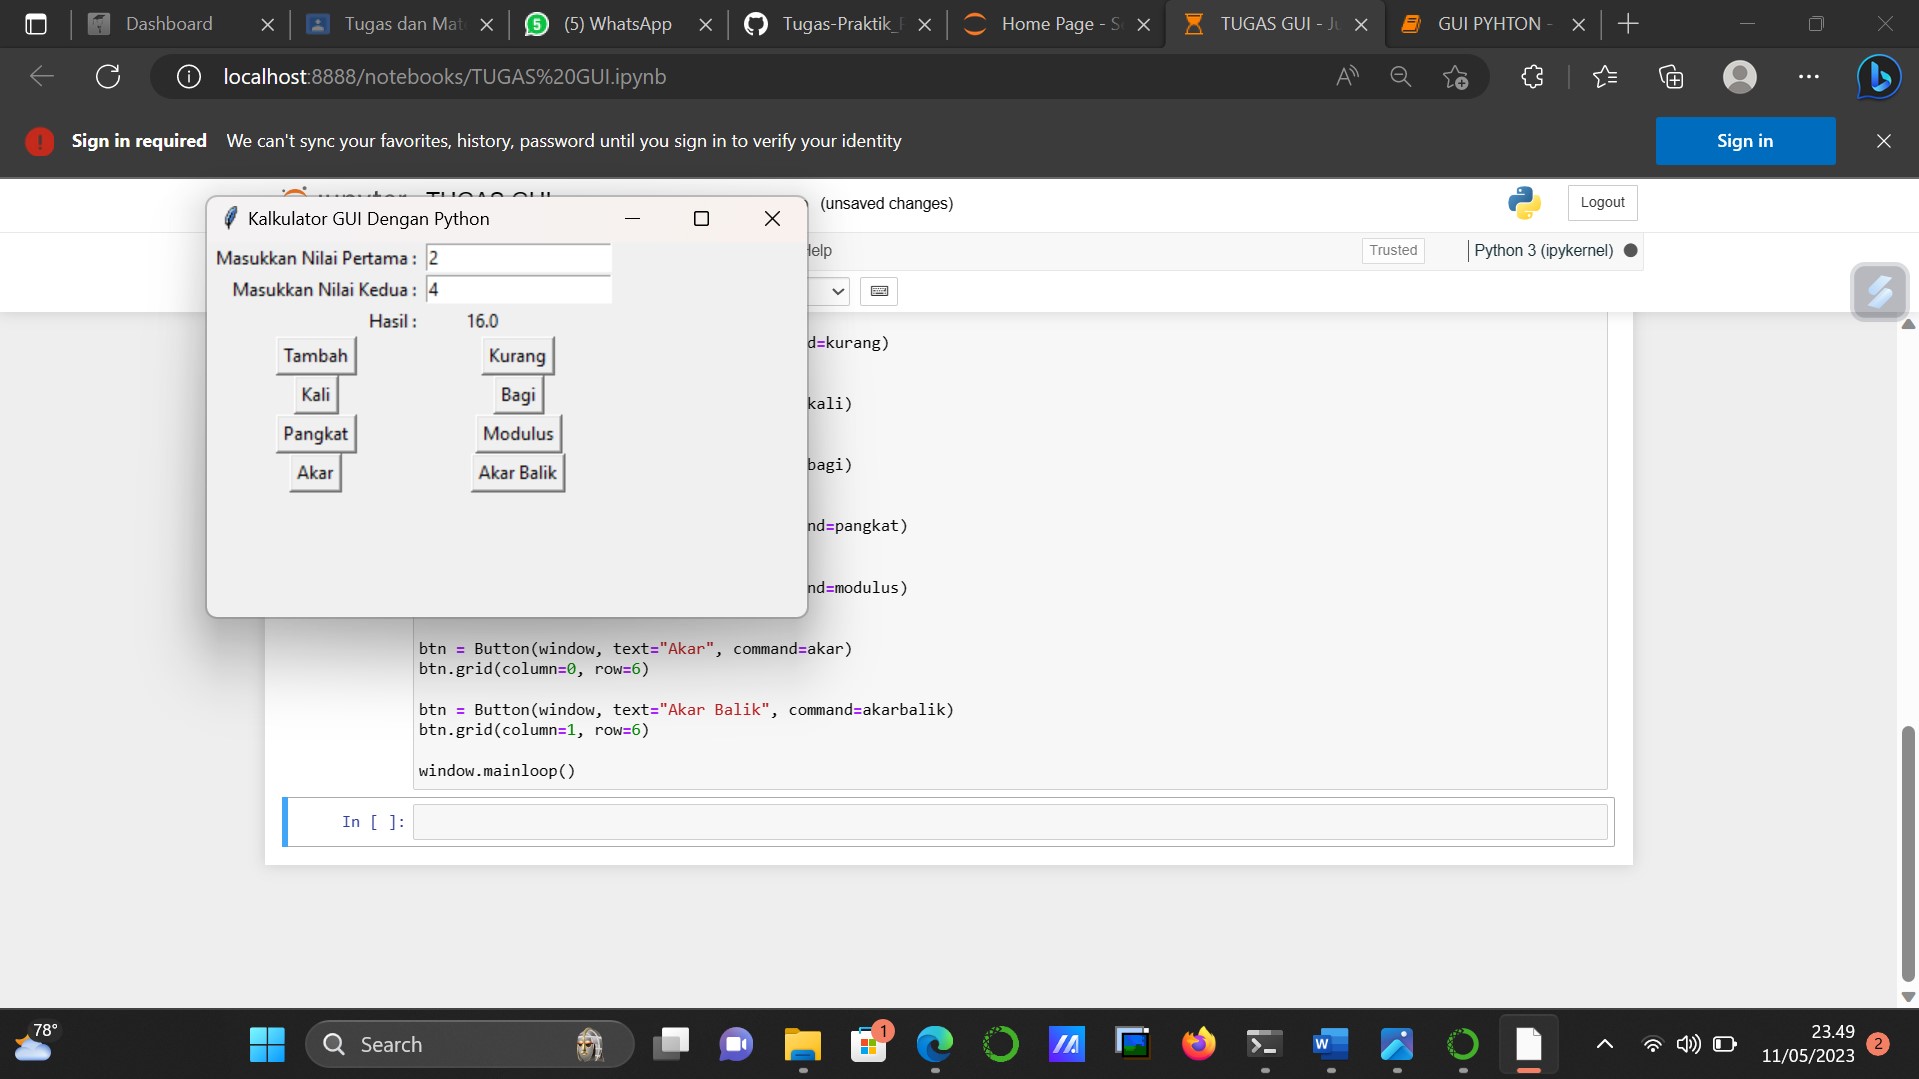 Dashboard
Tugas dan Mat
(5) WhatsApp
Tugas-Praktik_
Home Page - S
TUGAS GUI - Ju
GUI PYHTON -
localhost:8888/notebooks/TUGAS%20GUI.ipynb
Sign in required We can't sync your favorites, history, password until you sign in to verify your identity
Sign in
(unsaved changes)
Logout
Kalkulator GUI Dengan Python
Masukkan Nilai Pertama : 2
Masukkan Nilai Kedua : 4
Hasil : 16.0
Tambah Kurang
Kali Bagi
Pangkat Modulus
Akar Akar Balik
Help
Trusted
Python 3 (ipykernel)
d=kurang)
kali)
bagi)
nd=pangkat)
nd=modulus)
btn = Button(window, text="Akar", command=akar)
btn.grid(column=0, row=6)
btn = Button(window, text="Akar Balik", command=akarbalik)
btn.grid(column=1, row=6)
window.mainloop()
In [ ]:
78°
Search
1
23.49
11/05/2023
2